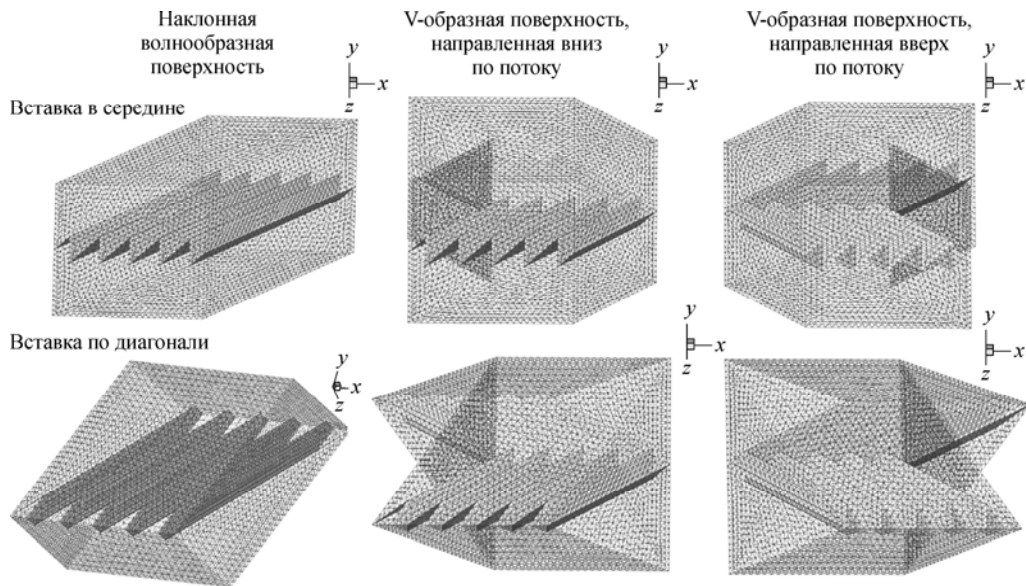 Наклонная
волнообразная
поверхность
V-образная поверхность,
направленная вниз
по потоку
V-образная поверхность,
направленная вверх
по потоку
y
x
z
y
x
z
y
x
z
Вставка в середине
Вставка по диагонали
y
x
z
y
x
z
y
x
z